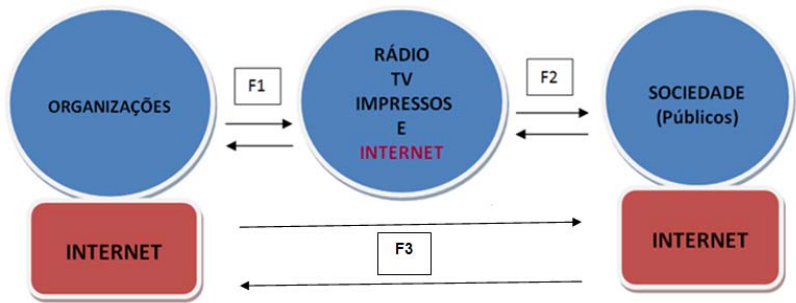 ORGANIZAÇÕES
F1
RÁDIO
TV
IMPRESSOS
E
INTERNET
F2
SOCIEDADE
(Públicos)
INTERNET
F3
INTERNET